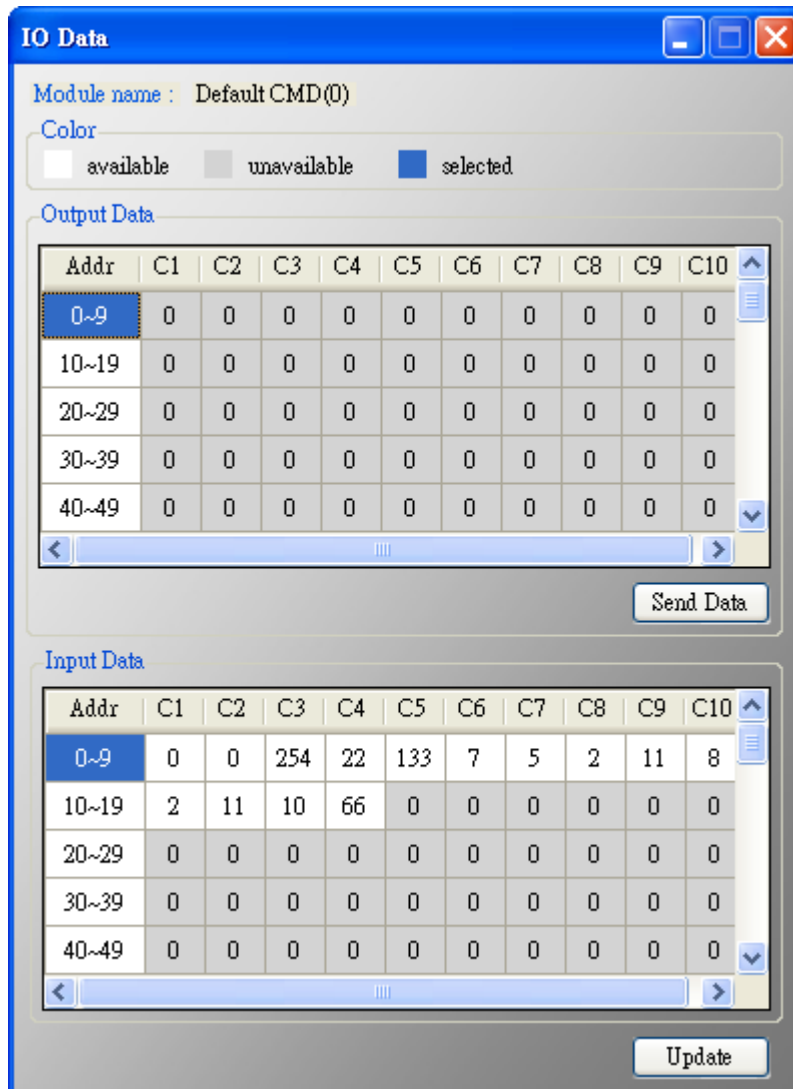 IO Data
Module name : Default CMD(0)
Color
available unavailable selected
Output Data
Addr C1 C2 C3 C4 C5 C6 C7 C8 C9 C10
0~9 0 0 0 0 0 0 0 0 0 0
10~19 0 0 0 0 0 0 0 0 0 0
20~29 0 0 0 0 0 0 0 0 0 0
30~39 0 0 0 0 0 0 0 0 0 0
40~49 0 0 0 0 0 0 0 0 0 0
Send Data
Input Data
Addr C1 C2 C3 C4 C5 C6 C7 C8 C9 C10
0~9 0 0 254 22 133 7 5 2 11 8
10~19 2 11 10 66 0 0 0 0 0 0
20~29 0 0 0 0 0 0 0 0 0 0
30~39 0 0 0 0 0 0 0 0 0 0
40~49 0 0 0 0 0 0 0 0 0 0
Update